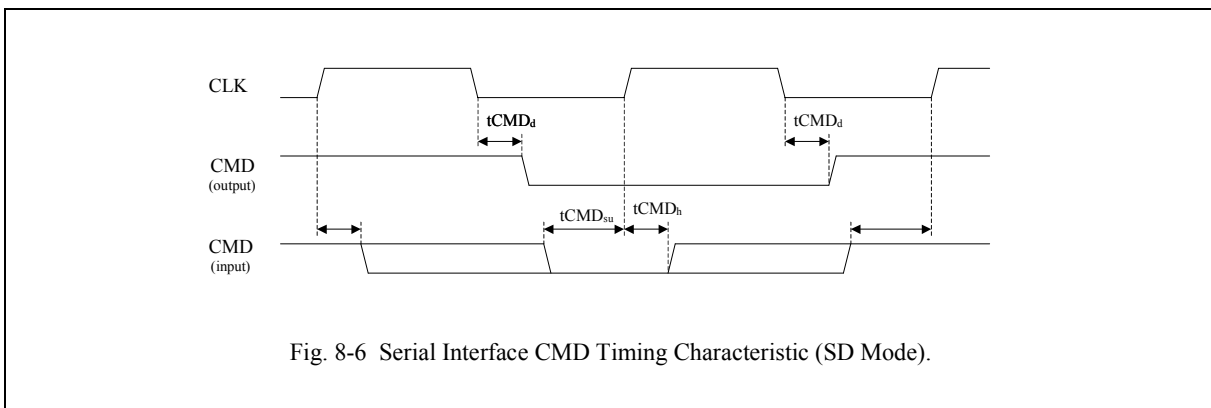 CLK
tCMDd
tCMDd
CMD
(output)
tCMDsu
tCMDh
CMD
(input)
Fig. 8-6 Serial Interface CMD Timing Characteristic (SD Mode).